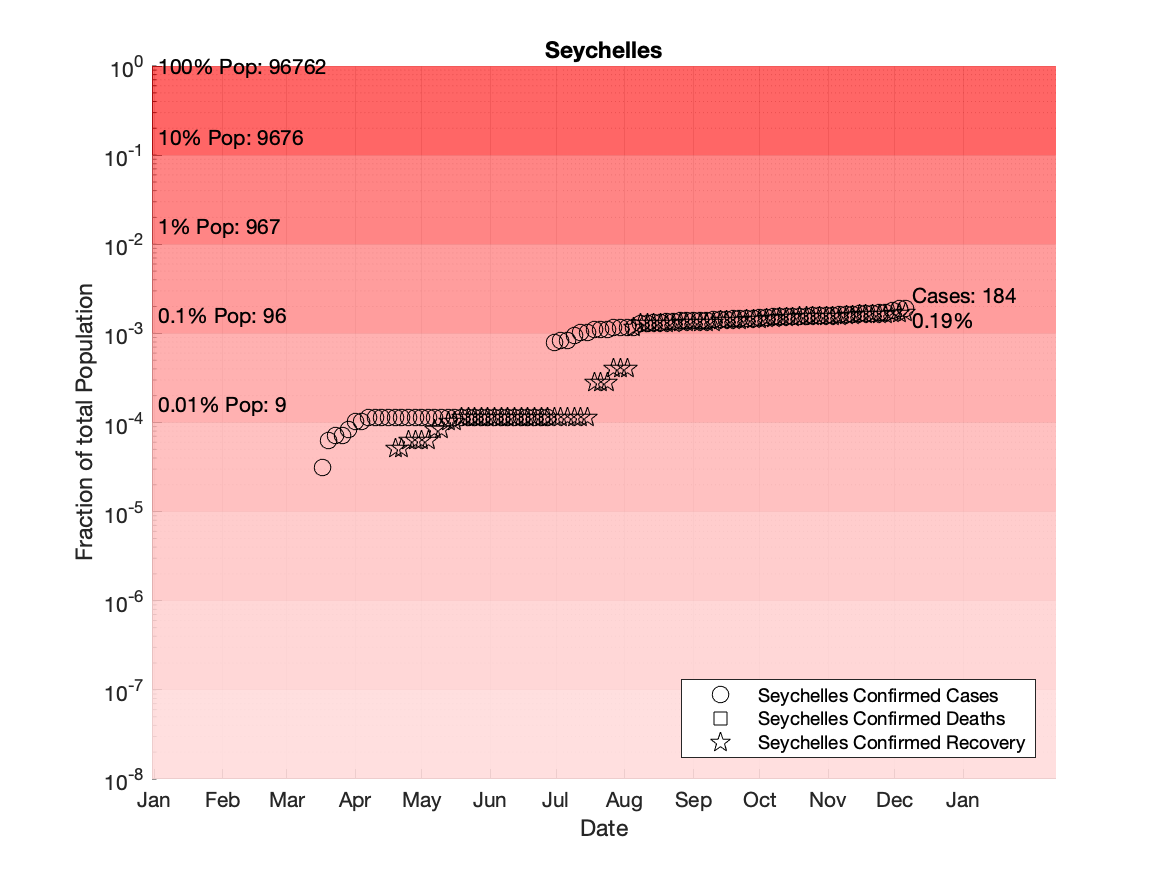 Seychelles
10^0
100% Pop: 96762
10% Pop: 9676
10^-1
1% Pop: 967
10^-2
Cases: 184
0.1% Pop: 96
0.19%
10^-3
0.01% Pop: 9
10^-4
10^-5
10^-6
10^-7
10^-8
Fraction of total Population
Seychelles Confirmed Cases
Seychelles Confirmed Deaths
Seychelles Confirmed Recovery
Jan Feb Mar Apr May Jun Jul Aug Sep Oct Nov Dec Jan
Date